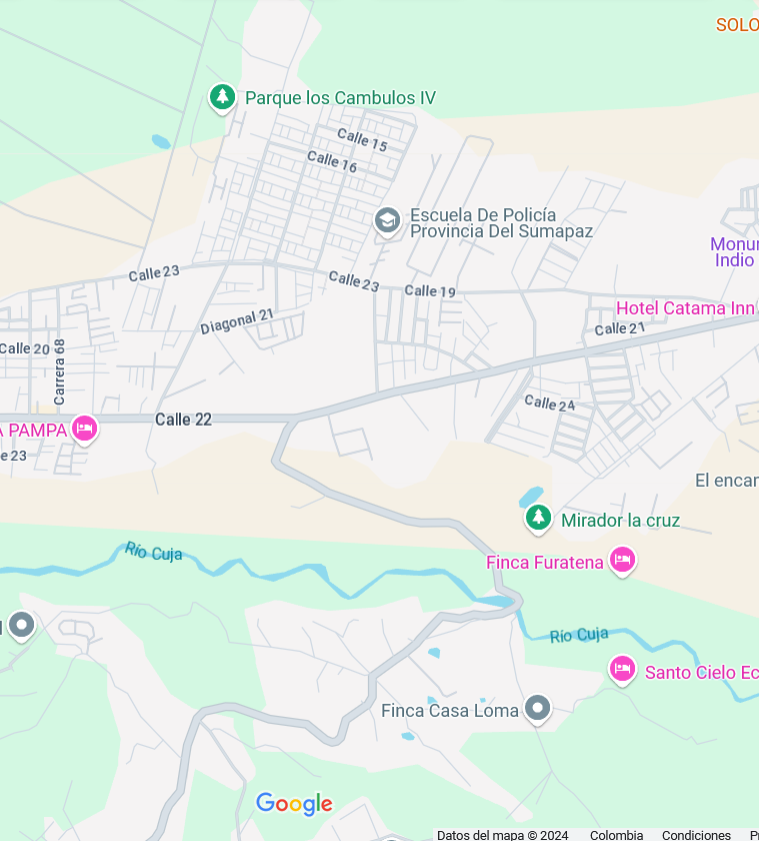 SOLO
Parque los Cambulos IV
Calle 15
Calle 16
Escuela De Policía
Provincia Del Sumapaz
Monu
Indio
Calle 23
Calle 23
Calle 19
Hotel Catama Inn
Diagonal 21
Calle 21
Calle 20
Carrera 68
Calle 24
Calle 22
A PAMPA
e 23
El encan
Mirador la cruz
Río Cuja
Finca Furatena
Río Cuja
Santo Cielo Ec
Finca Casa Loma
Google
Datos del mapa © 2024 Colombia Condiciones